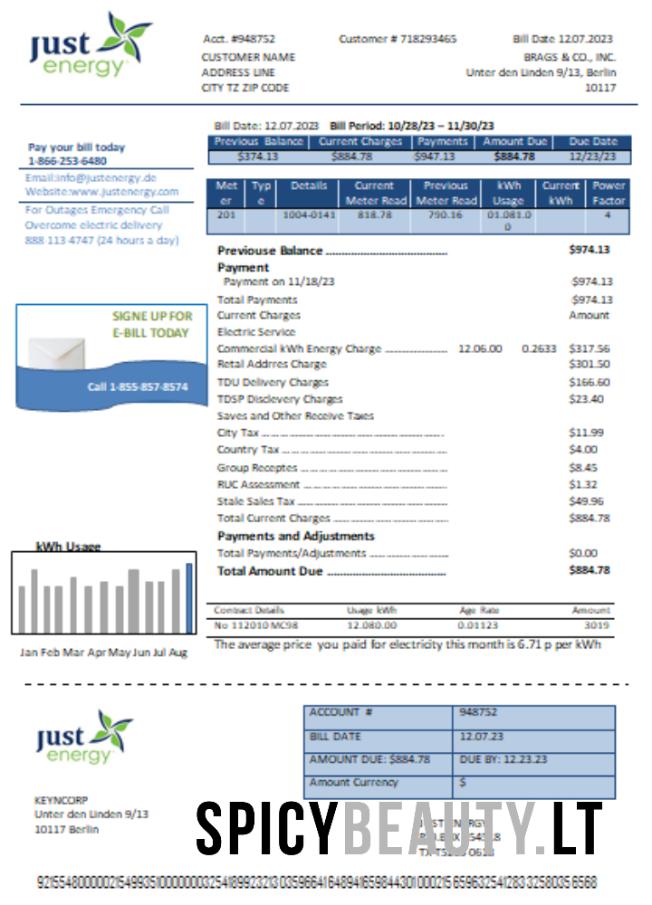 just
energy
Acct. #948752 Customer # 718293465 Bill Date 12.07.2023
CUSTOMER NAME BRAGS & CO., INC.
ADDRESS LINE Unter den Linden 9/13, Berlin
CITY TZ ZIP CODE 10117
Bill Date: 12.07.2023 Bill Period: 10/28/23 – 11/30/23
Previous Balance Current Charges Payments Amount Due Due Date
$374.13 $884.78 $947.13 $884.78 12/23/23
Pay your bill today
1-866-253-6480
Email:info@justenergy.de
Website:www.justenergy.com
For Outages Emergency Call
Overcome electric delivery
888 113 4747 (24 hours a day)
Met er Typ e Details Current Meter Read Previous Meter Read kWh Usage Current kWh Power Factor
201 1004-0141 818.78 790.16 01.081.0 0 4
Previouse Balance $974.13
Payment
Payment on 11/18/23 $974.13
Total Payments $974.13
Current Charges Amount
Electric Service
Commercial kWh Energy Charge 12.06.00 0.2633 $317.56
Retal Addrres Charge $301.50
TDU Delivery Charges $166.60
TDSP Disclevery Charges $23.40
Saves and Other Receive Taxes
City Tax $11.99
Country Tax $4.00
Group Receptes $8.45
RUC Assessment $1.32
Stale Sales Tax $49.96
Total Current Charges $884.78
Payments and Adjustments
Total Payments/Adjustments $0.00
Total Amount Due $884.78
SIGNE UP FOR
E-BILL TODAY
Call 1-855-857-8574
kWh Usage
Jan Feb Mar Apr May Jun Jul Aug
Contract Details Usage kWh Age Rate Amount
No 112010 MC98 12.080.00 0.01123 3019
The average price you paid for electricity this month is 6.71 p per kWh
just
energy
ACCOUNT # 948752
BILL DATE 12.07.23
AMOUNT DUE: $884.78 DUE BY: 12.23.23
Amount Currency $
KEYNCORP
Unter den Linden 9/13
10117 Berlin
SPICYBEAUTY.LT